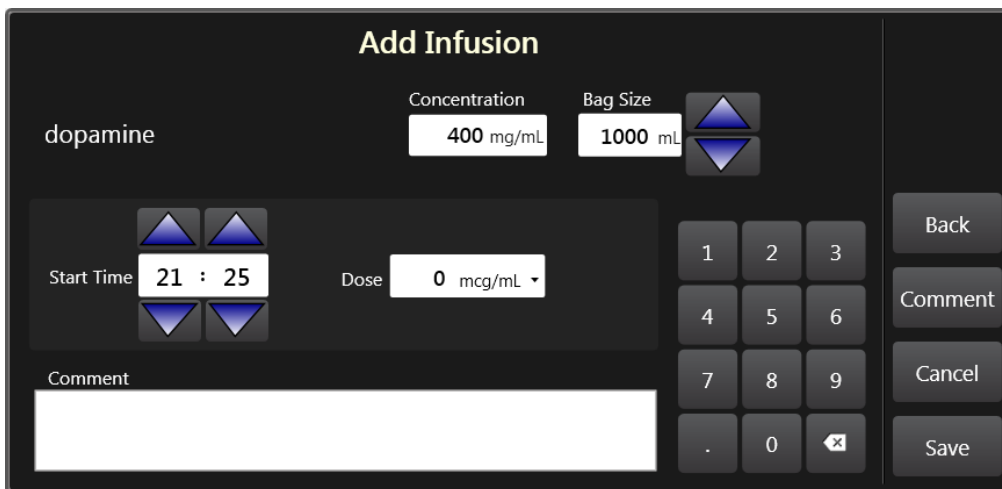 Add Infusion
Concentration Bag Size
dopamine 400 mg/mL 1000 mL
Start Time 21 : 25 Dose 0 mcg/mL
Comment
1 2 3
4 5 6
7 8 9
. 0
Back
Comment
Cancel
Save